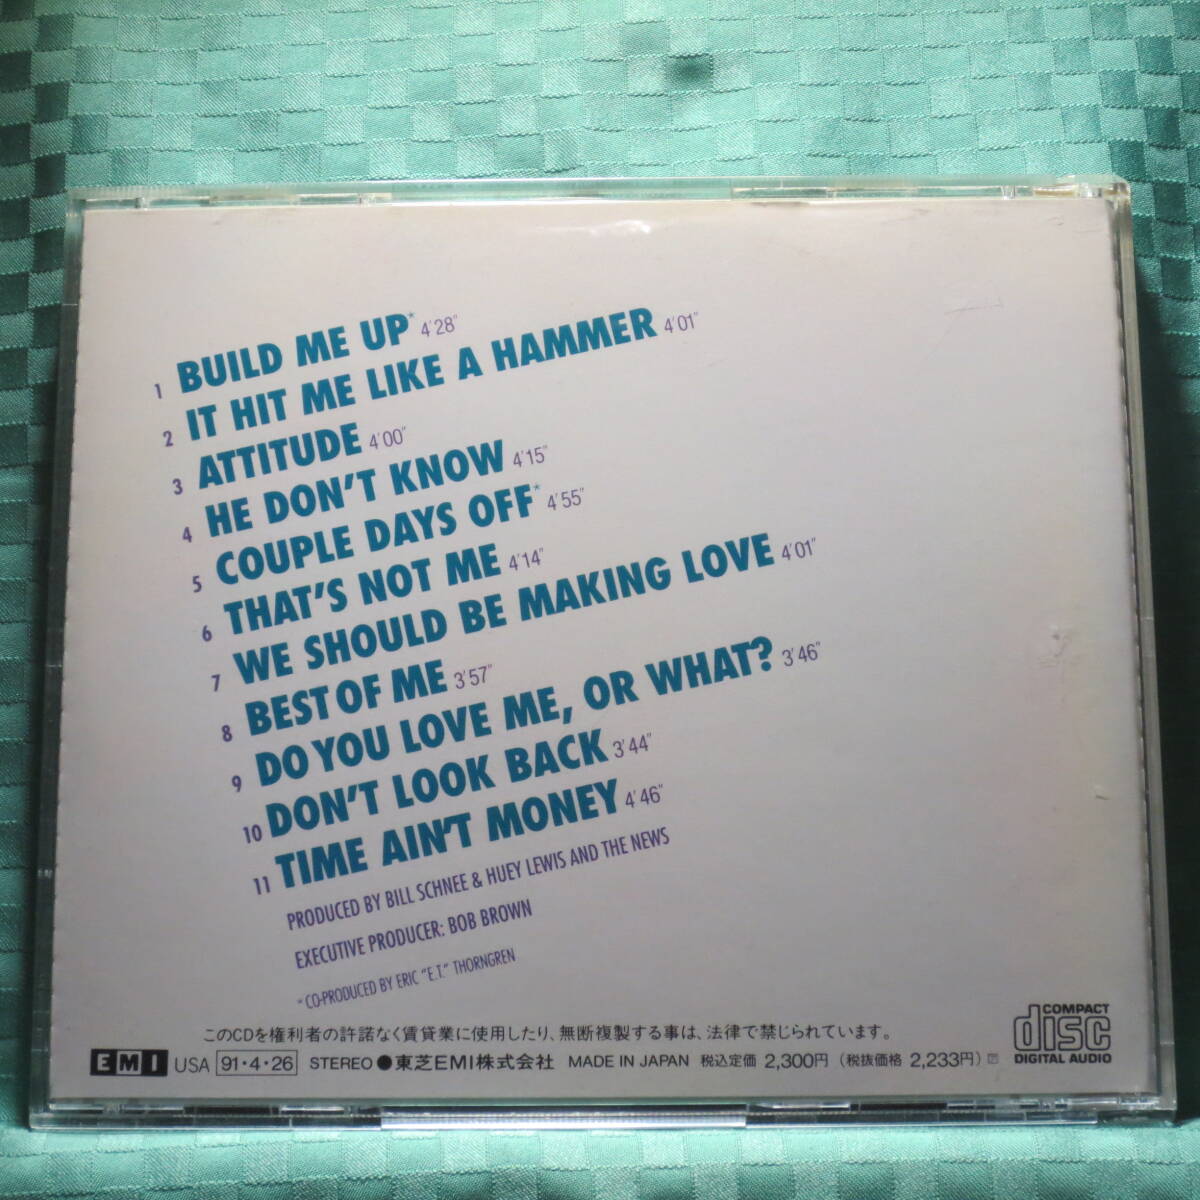 1 BUILD ME UP* 4'28"
2 IT HIT ME LIKE A HAMMER 4'01"
3 ATTITUDE 4'00"
4 HE DON'T KNOW 4'15"
5 COUPLE DAYS OFF* 4'55"
6 THAT'S NOT ME 4'14"
7 WE SHOULD BE MAKING LOVE 4'01"
8 BEST OF ME 3'57"
9 DO YOU LOVE ME, OR WHAT? 3'46"
10 DON'T LOOK BACK 3'44"
11 TIME AIN'T MONEY 4'46"
PRODUCED BY BILL SCHNEE & HUEY LEWIS AND THE NEWS
EXECUTIVE PRODUCER: BOB BROWN
* CO-PRODUCED BY ERIC "E.T." THORNGREN
このCDを権利者の許諾なく賃貸業に使用したり、無断複製する事は、法律で禁じられています。
EMI USA 91・4・26 STEREO ●東芝EMI株式会社 MADE IN JAPAN 税込定価 2,300円 (税抜価格 2,233円)
COMPACT
disc
DIGITAL AUDIO